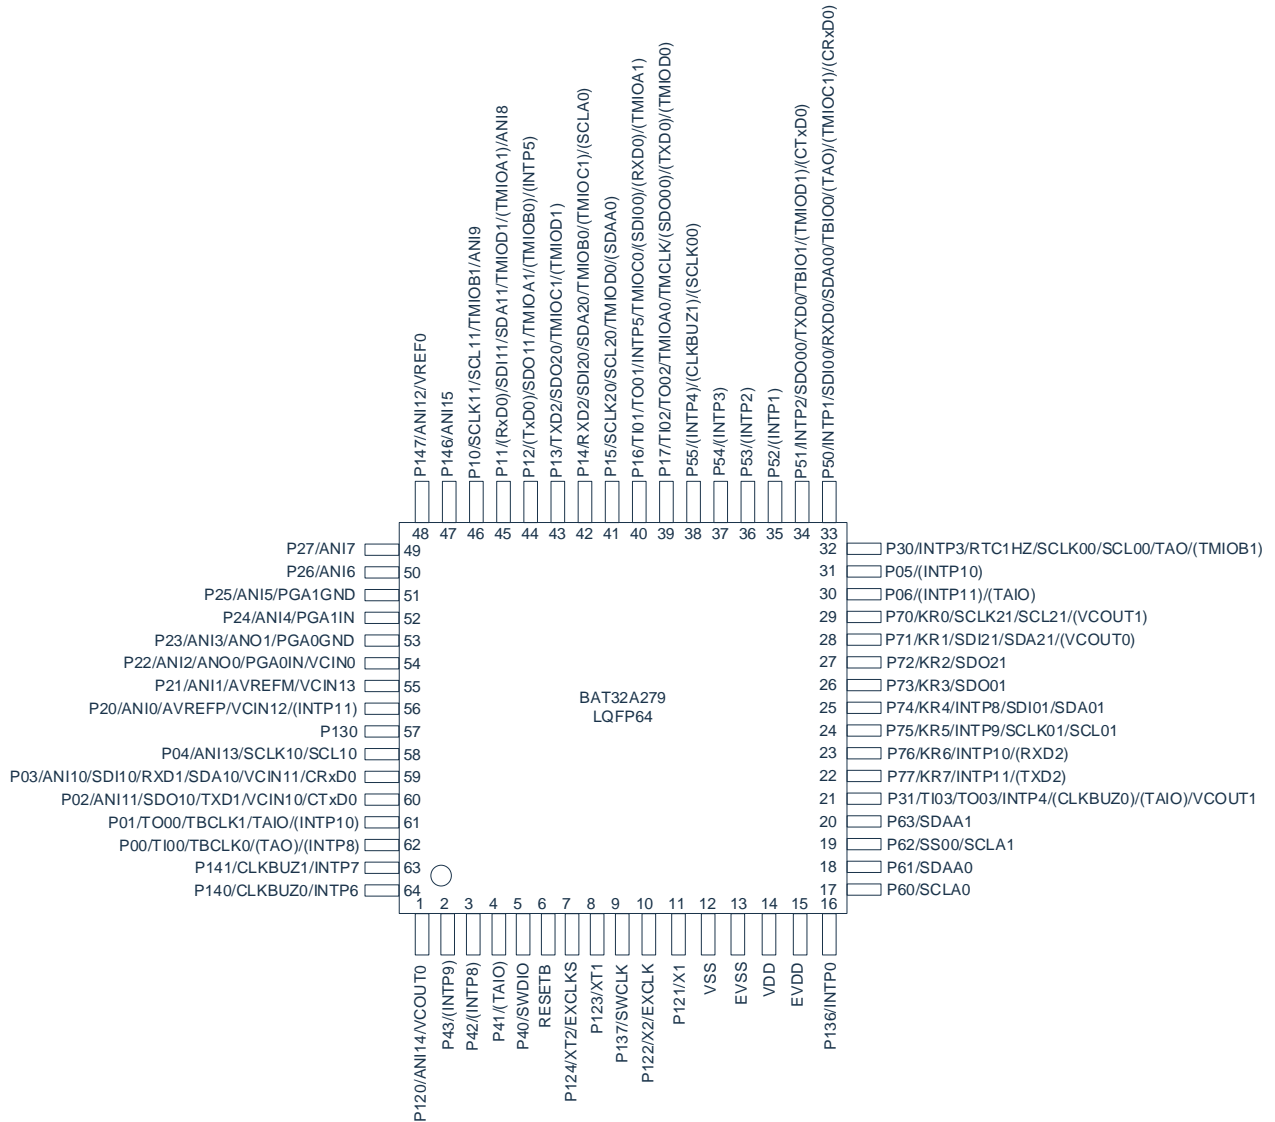 P147/ANI12/VREF0
P146/ANI15
P10/SCLK11/SCL11/TMIOB1/ANI9
P11/(RxD0)/SDI11/SDA11/TMIOD1/(TMIOA1)/ANI8
P12/(TxD0)/SDO11/TMIOA1/(TMIOB0)/(INTP5)
P13/TXD2/SDO20/TMIOC1/(TMIOD1)
P14/RXD2/SDI20/SDA20/TMIOB0/(TMIOC1)/(SCLA0)
P15/SCLK20/SCL20/TMIOD0/(SDAA0)
P16/TI01/TO01/INTP5/TMIOC0/(SDI00)/(RXD0)/(TMIOA1)
P17/TI02/TO02/TMIOA0/TMCLK/(SDO00)/(TXD0)/(TMIOD0)
P55/(INTP4)/(CLKBUZ1)/(SCLK00)
P54/(INTP3)
P53/(INTP2)
P52/(INTP1)
P51/INTP2/SDO00/TXD0/TBIO1/(TMIOD1)/(CTxD0)
P50/INTP1/SDI00/RXD0/SDA00/TBIO0/(TAO)/(TMIOC1)/(CRxD0)
48 47 46 45 44 43 42 41 40 39 38 37 36 35 34 33
P27/ANI7 49
P26/ANI6 50
P25/ANI5/PGA1GND 51
P24/ANI4/PGA1IN 52
P23/ANI3/ANO1/PGA0GND 53
P22/ANI2/ANO0/PGA0IN/VCIN0 54
P21/ANI1/AVREFM/VCIN13 55
P20/ANI0/AVREFP/VCIN12/(INTP11) 56
P130 57
P04/ANI13/SCLK10/SCL10 58
P03/ANI10/SDI10/RXD1/SDA10/VCIN11/CRxD0 59
P02/ANI11/SDO10/TXD1/VCIN10/CTxD0 60
P01/TO00/TBCLK1/TAIO/(INTP10) 61
P00/TI00/TBCLK0/(TAO)/(INTP8) 62
P141/CLKBUZ1/INTP7 63
P140/CLKBUZ0/INTP6 64
BAT32A279
LQFP64
32 P30/INTP3/RTC1HZ/SCLK00/SCL00/TAO/(TMIOB1)
31 P05/(INTP10)
30 P06/(INTP11)/(TAIO)
29 P70/KR0/SCLK21/SCL21/(VCOUT1)
28 P71/KR1/SDI21/SDA21/(VCOUT0)
27 P72/KR2/SDO21
26 P73/KR3/SDO01
25 P74/KR4/INTP8/SDI01/SDA01
24 P75/KR5/INTP9/SCLK01/SCL01
23 P76/KR6/INTP10/(RXD2)
22 P77/KR7/INTP11/(TXD2)
21 P31/TI03/TO03/INTP4/(CLKBUZ0)/(TAIO)/VCOUT1
20 P63/SDAA1
19 P62/SS00/SCLA1
18 P61/SDAA0
17 P60/SCLA0
1 2 3 4 5 6 7 8 9 10 11 12 13 14 15 16
P120/ANI14/VCOUT0
P43/(INTP9)
P42/(INTP8)
P41/(TAIO)
P40/SWDIO
RESETB
P124/XT2/EXCLKS
P123/XT1
P137/SWCLK
P122/X2/EXCLK
P121/X1
VSS
EVSS
VDD
EVDD
P136/INTP0